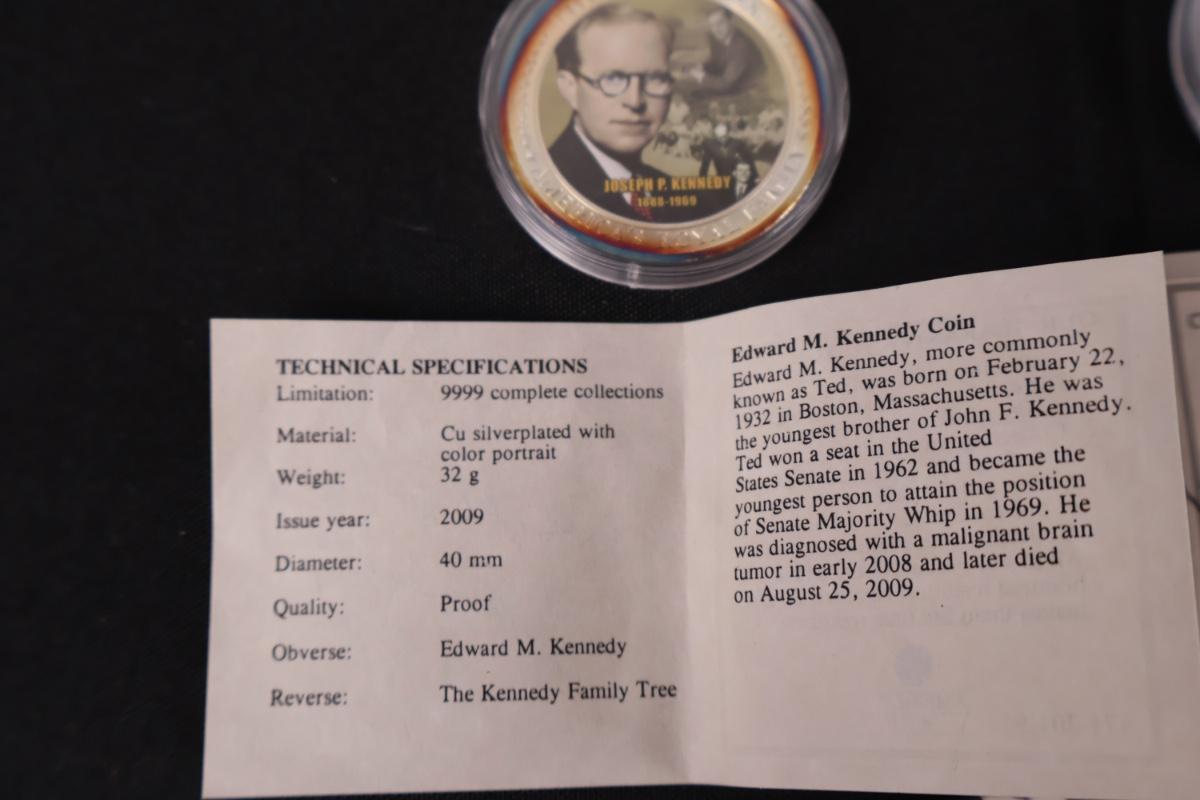 JOSEPH P. KENNEDY
1888-1969
TECHNICAL SPECIFICATIONS
Limitation: 9999 complete collections
Material: Cu silverplated with
color portrait
Weight: 32 g
Issue year: 2009
Diameter: 40 mm
Quality: Proof
Obverse: Edward M. Kennedy
Reverse: The Kennedy Family Tree
Edward M. Kennedy Coin
Edward M. Kennedy, more commonly
known as Ted, was born on February 22,
1932 in Boston, Massachusetts. He was
the youngest brother of John F. Kennedy.
Ted won a seat in the United
States Senate in 1962 and became the
youngest person to attain the position
of Senate Majority Whip in 1969. He
was diagnosed with a malignant brain
tumor in early 2008 and later died
on August 25, 2009.